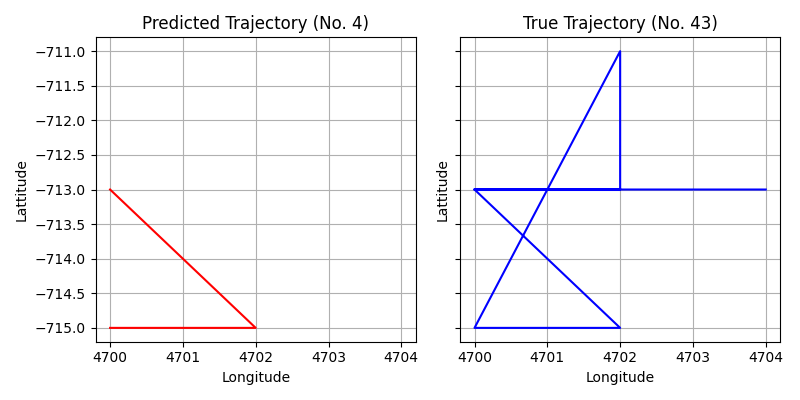 Predicted Trajectory (No. 4)
−711.0
−711.5
−712.0
−712.5
−713.0
−713.5
−714.0
−714.5
−715.0
Lattitude
4700 4701 4702 4703 4704
Longitude
True Trajectory (No. 43)
Lattitude
4700 4701 4702 4703 4704
Longitude